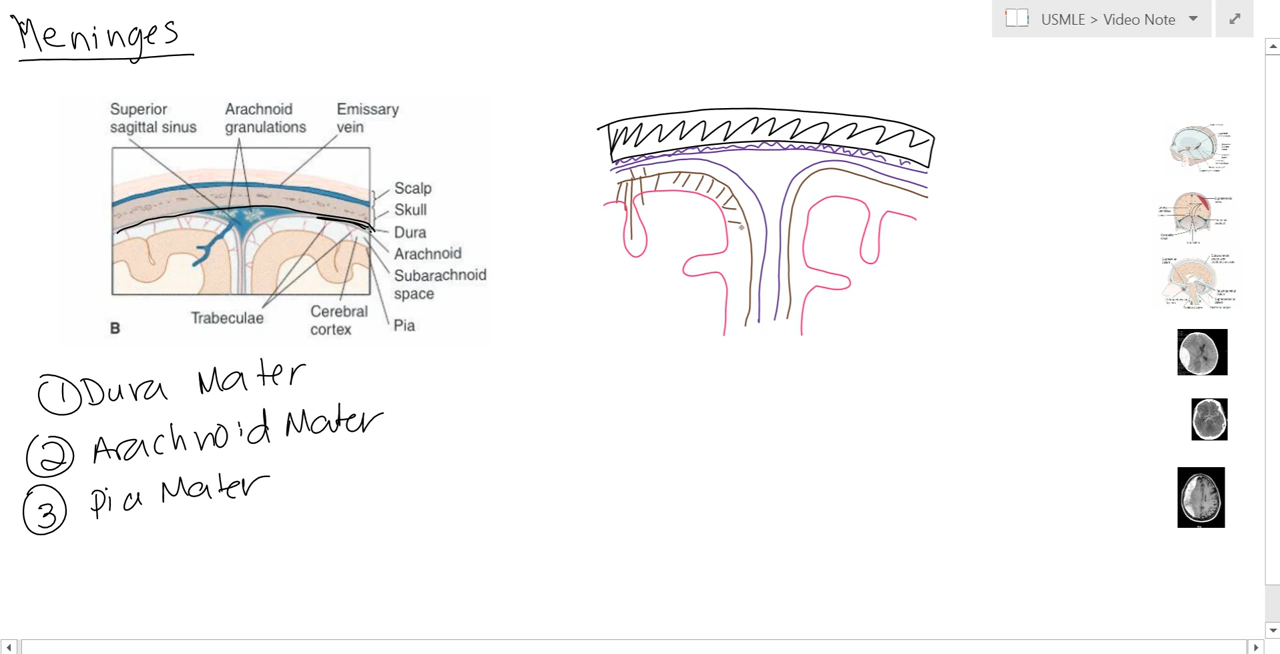 USMLE > Video Note
Meninges
Superior
sagittal sinus
Arachnoid
granulations
Emissary
vein
Scalp
Skull
Dura
Arachnoid
Subarachnoid
space
Pia
Trabeculae
Cerebral
cortex
B
① Dura Mater
② Arachnoid Mater
③ Pia Mater